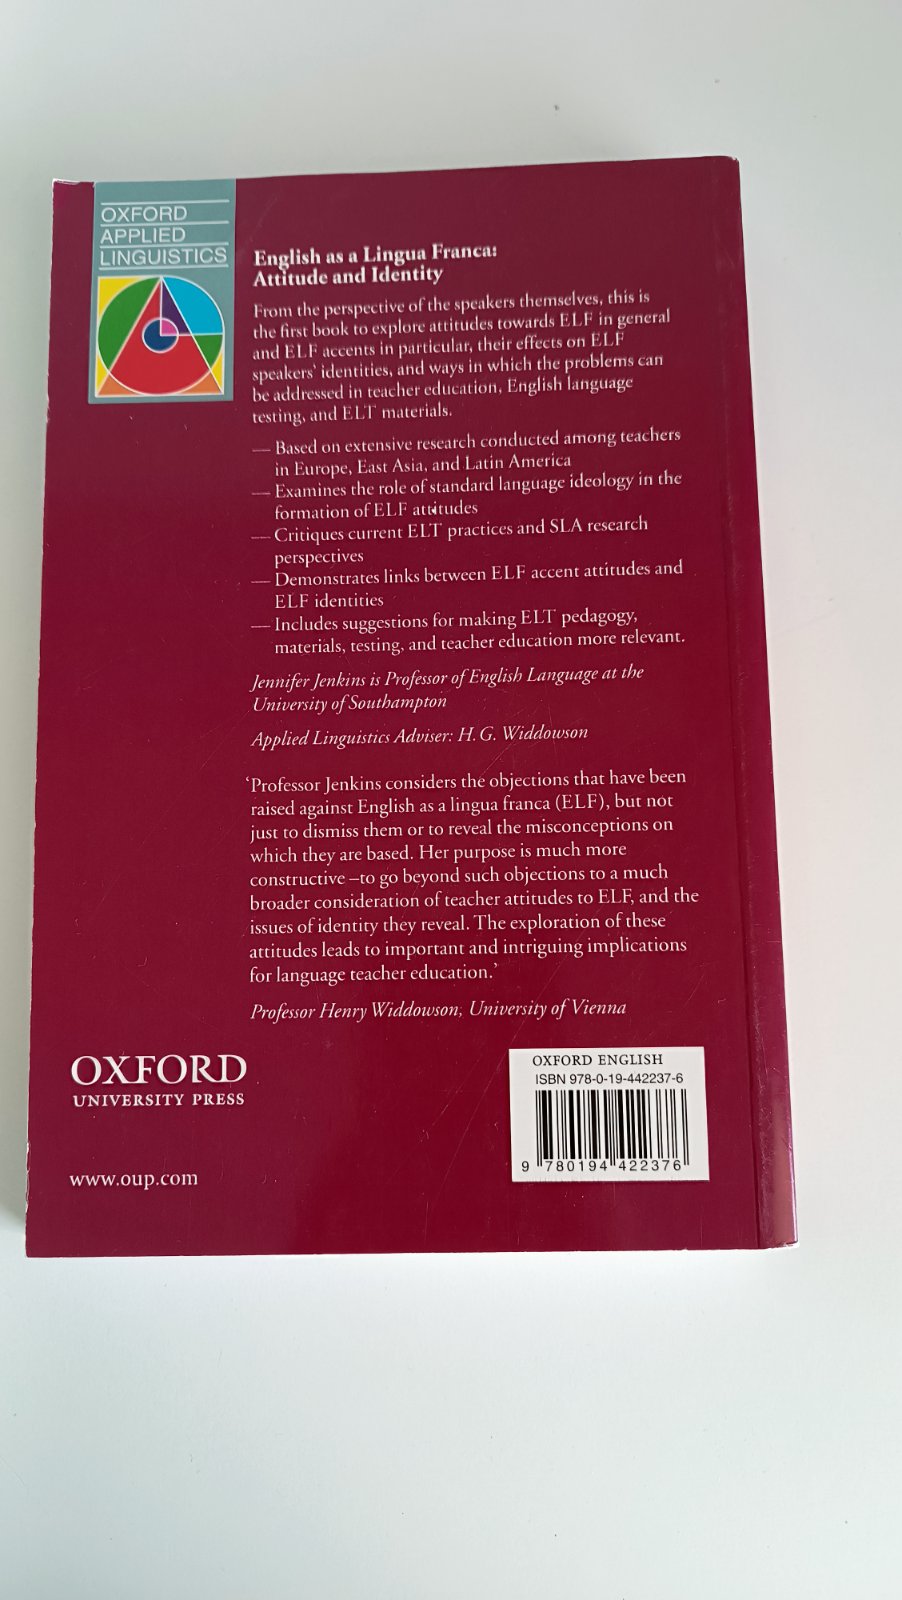 OXFORD
APPLIED
LINGUISTICS
English as a Lingua Franca:
Attitude and Identity
From the perspective of the speakers themselves, this is
the first book to explore attitudes towards ELF in general
and ELF accents in particular, their effects on ELF
speakers' identities, and ways in which the problems can
be addressed in teacher education, English language
testing, and ELT materials.
— Based on extensive research conducted among teachers
in Europe, East Asia, and Latin America
— Examines the role of standard language ideology in the
formation of ELF attitudes
— Critiques current ELT practices and SLA research
perspectives
— Demonstrates links between ELF accent attitudes and
ELF identities
— Includes suggestions for making ELT pedagogy,
materials, testing, and teacher education more relevant.
Jennifer Jenkins is Professor of English Language at the
University of Southampton
Applied Linguistics Adviser: H. G. Widdowson
'Professor Jenkins considers the objections that have been
raised against English as a lingua franca (ELF), but not
just to dismiss them or to reveal the misconceptions on
which they are based. Her purpose is much more
constructive –to go beyond such objections to a much
broader consideration of teacher attitudes to ELF, and the
issues of identity they reveal. The exploration of these
attitudes leads to important and intriguing implications
for language teacher education.'
Professor Henry Widdowson, University of Vienna
OXFORD
UNIVERSITY PRESS
www.oup.com
OXFORD ENGLISH
ISBN 978-0-19-442237-6
9 780194 422376